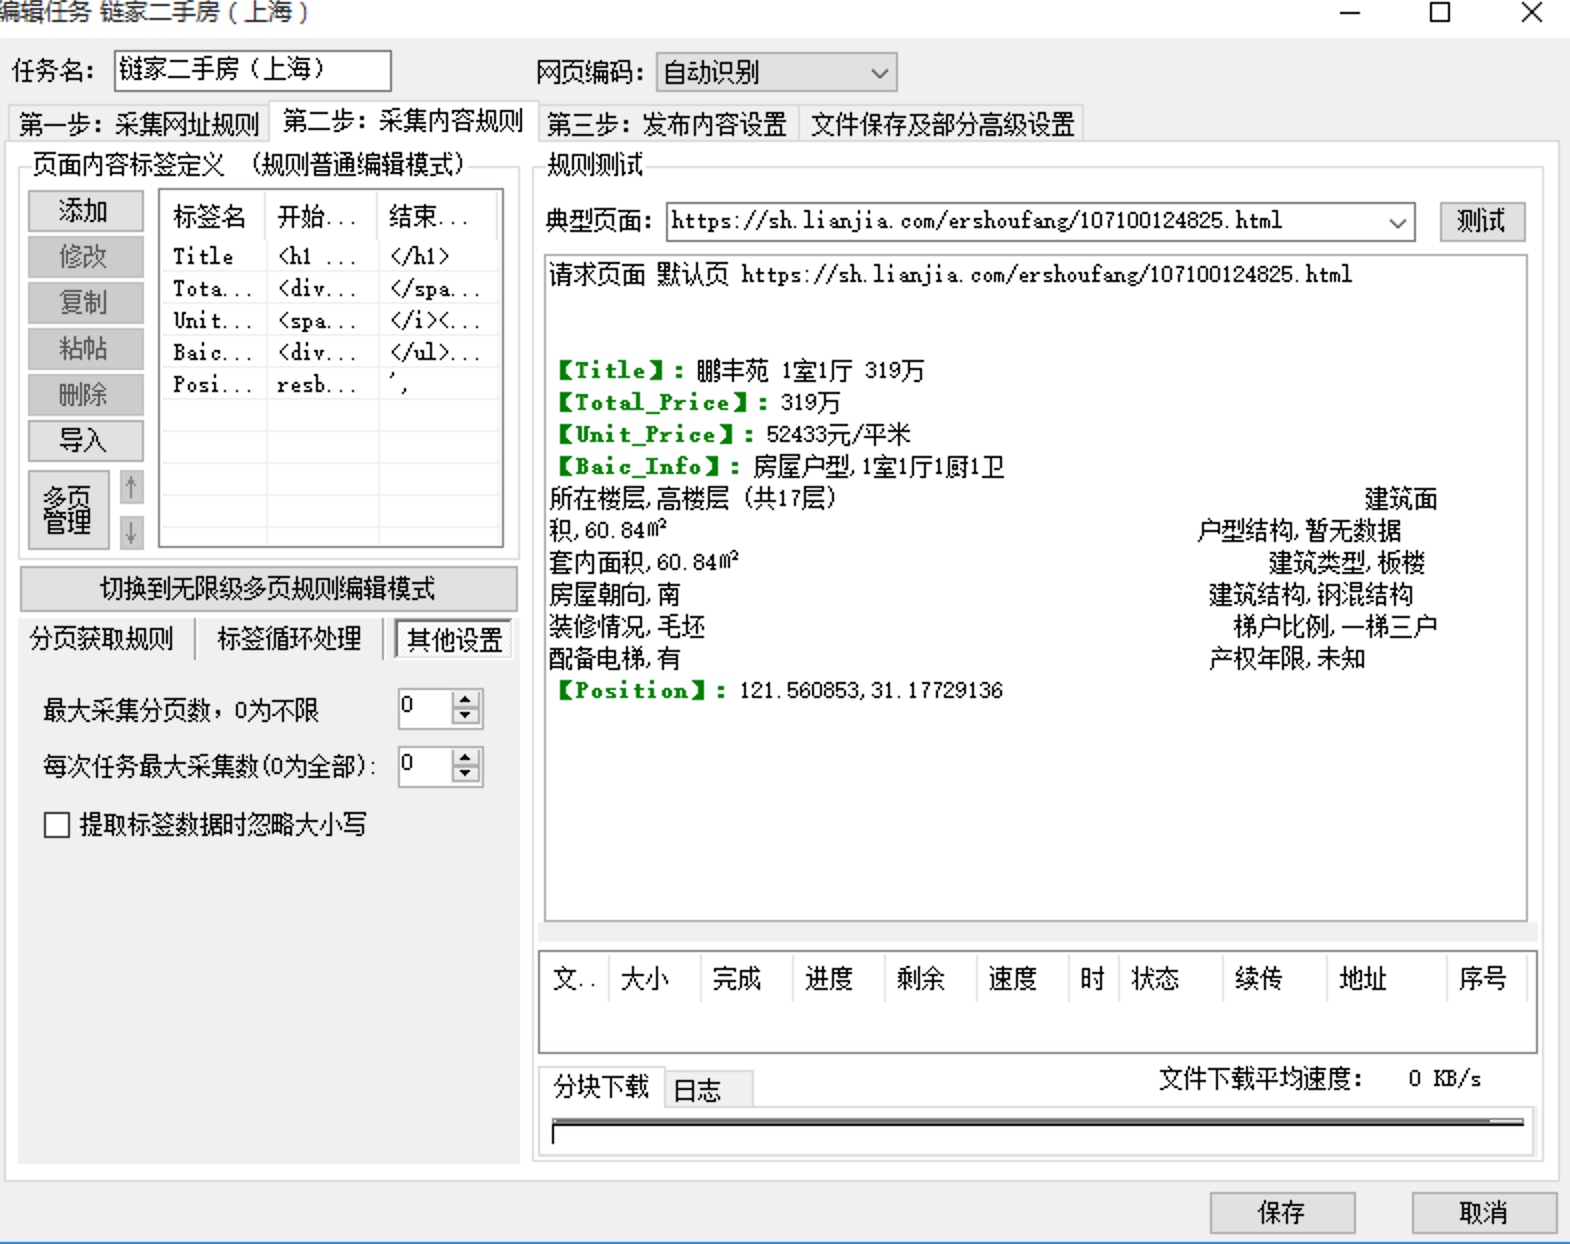 编辑任务 链家二手房（上海）
任务名： 链家二手房（上海） 网页编码： 自动识别
第一步：采集网址规则 第二步：采集内容规则 第三步：发布内容设置 文件保存及部分高级设置
页面内容标签定义 （规则普通编辑模式）
添加
修改
复制
粘帖
删除
导入
多页
管理
↑
↓
标签名 开始... 结束...
Title <h1 ... </h1>
Tota... <div... </spa...
Unit... <spa... </i><...
Baic... <div... </ul>...
Posi... resb... ',
切换到无限级多页规则编辑模式
分页获取规则 标签循环处理 其他设置
最大采集分页数，0为不限 0
每次任务最大采集数(0为全部)： 0
提取标签数据时忽略大小写
规则测试
典型页面： https://sh.lianjia.com/ershoufang/107100124825.html 测试
请求页面 默认页 https://sh.lianjia.com/ershoufang/107100124825.html
【Title】：鹏丰苑 1室1厅 319万
【Total_Price】：319万
【Unit_Price】：52433元/平米
【Baic_Info】：房屋户型,1室1厅1厨1卫
所在楼层,高楼层 (共17层) 建筑面
积,60.84㎡ 户型结构,暂无数据
套内面积,60.84㎡ 建筑类型,板楼
房屋朝向,南 建筑结构,钢混结构
装修情况,毛坯 梯户比例,一梯三户
配备电梯,有 产权年限,未知
【Position】：121.560853,31.17729136
文.. 大小 完成 进度 剩余 速度 时 状态 续传 地址 序号
分块下载 日志 文件下载平均速度： 0 KB/s
保存 取消